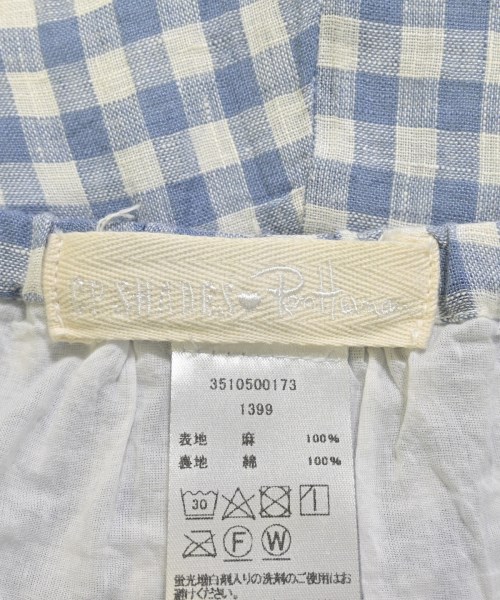 3510500173
1399
表地 麻 100%
裏地 綿 100%
30
F W
蛍光増白剤入りの洗剤のご使用はお
避けください。